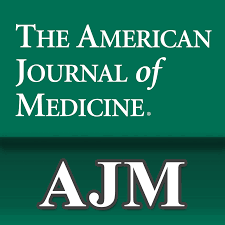 THE AMERICAN
JOURNAL of
MEDICINE®
AJM